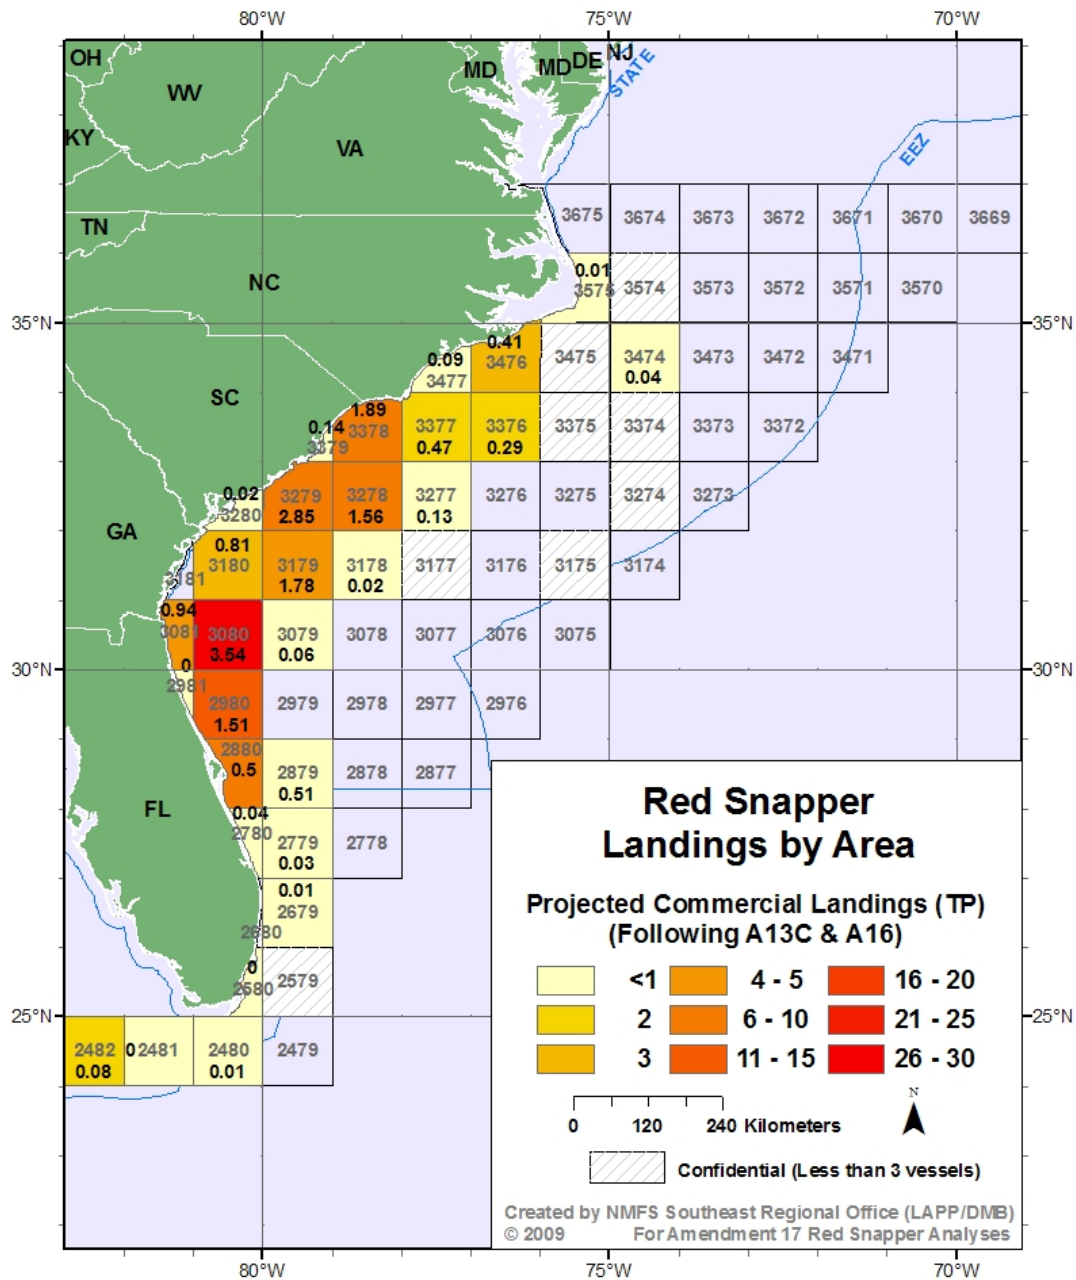 80°W 75°W 70°W
OH WV MD MD DE NJ
STATE
KY VA EEZ
TN
3675 3674 3673 3672 3671 3670 3669
NC
0.01
3575 3574 3573 3572 3571 3570
35°N 35°N
0.41
0.09 3476 3475 3474 3473 3472 3471
3477 0.04
SC
1.89
0.14 3378 3377 3376 3375 3374 3373 3372
3379 0.47 0.29
0.02 3279 3278 3277 3276 3275 3274 3273
3280 2.85 1.56 0.13
GA
0.81
3181 3180 3179 3178 3177 3176 3175 3174
1.78 0.02
0.94
3081 3080 3079 3078 3077 3076 3075
3.54 0.06
0
30°N 30°N
2981 2980 2979 2978 2977 2976
1.51
2880
0.5 2879 2878 2877
0.51
FL
0.04
2780 2779 2778
0.03
0.01
2679
2680
0
2580 2579
25°N 25°N
2482 0 2481 2480 2479
0.08 0.01
Red Snapper
Landings by Area
Projected Commercial Landings (TP)
(Following A13C & A16)
<1 4 - 5 16 - 20
2 6 - 10 21 - 25
3 11 - 15 26 - 30
N
0 120 240 Kilometers
Confidential (Less than 3 vessels)
Created by NMFS Southeast Regional Office (LAPP/DMB)
© 2009 For Amendment 17 Red Snapper Analyses
80°W 75°W 70°W